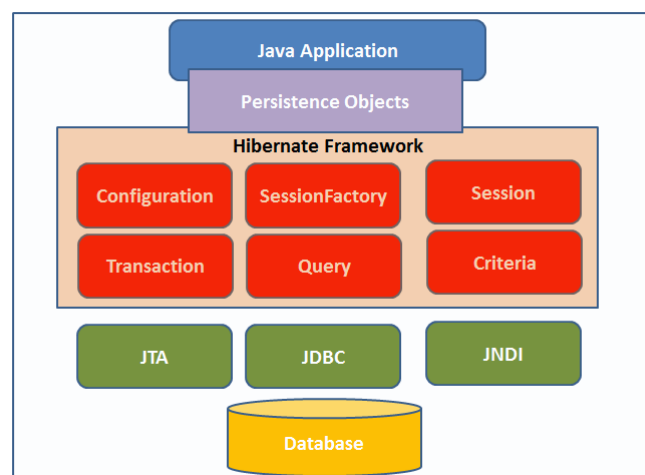 Java Application
Persistence Objects
Hibernate Framework
Configuration
SessionFactory
Session
Transaction
Query
Criteria
JTA
JDBC
JNDI
Database